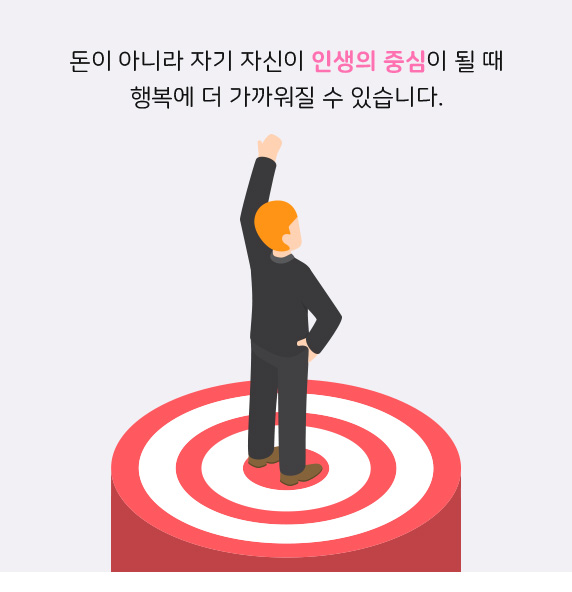 돈이 아니라 자기 자신이 인생의 중심이 될 때
행복에 더 가까워질 수 있습니다.